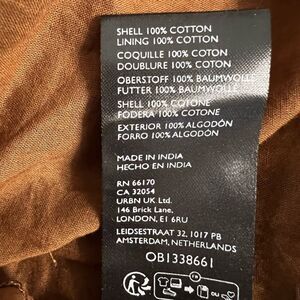 SHELL 100% COTTON
LINING 100% COTTON
COQUILLE 100% COTON
DOUBLURE 100% COTON
OBERSTOFF 100% BAUMWOLLE
FUTTER 100% BAUMWOLLE
SHELL 100% COTONE
FODERA 100% COTONE
EXTERIOR 100% ALGODÓN
FORRO 100% ALGODÓN
MADE IN INDIA
HECHO EN INDIA
RN 66170
CA 32054
URBN UK Ltd.
146 Brick Lane,
LONDON, E1 6RU
LEIDSESTRAAT 32, 1017 PB
AMSTERDAM, NETHERLANDS
OB1338661
FR
OU